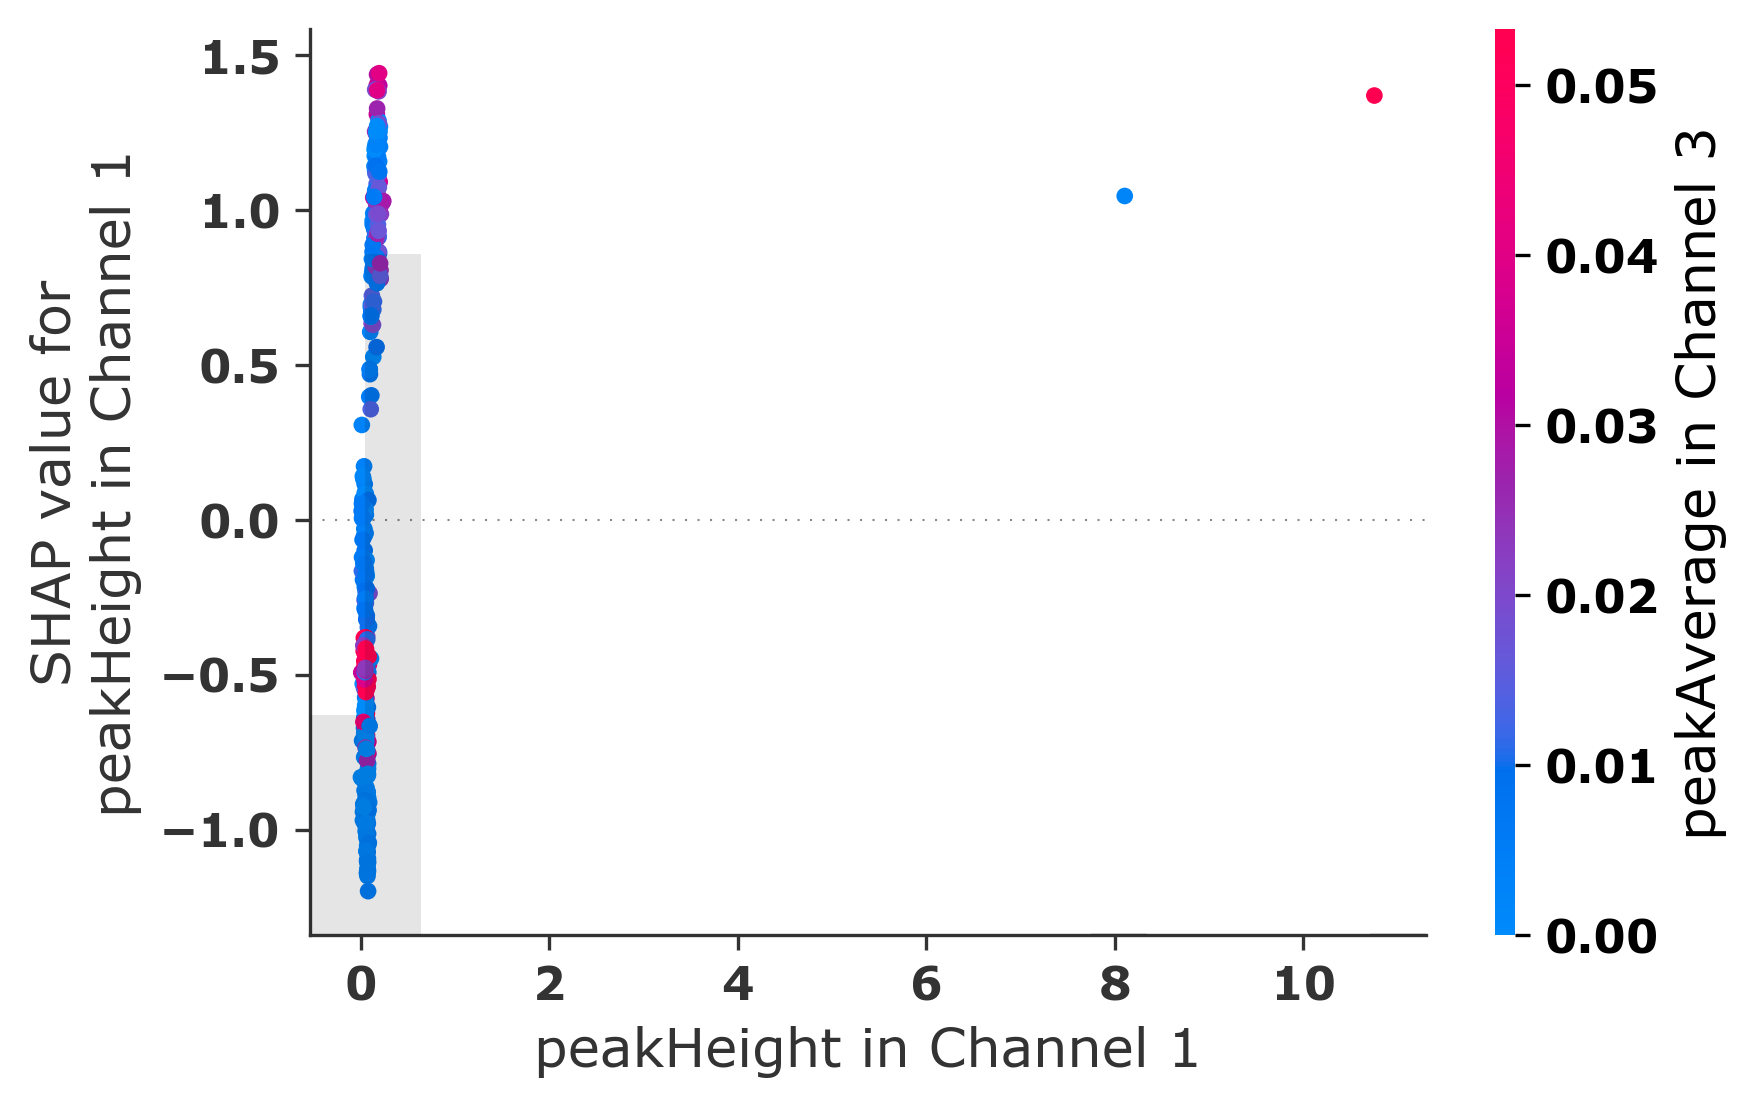 SHAP value for
peakHeight in Channel 1
1.5
1.0
0.5
0.0
−0.5
−1.0
0 2 4 6 8 10
peakHeight in Channel 1
0.05
0.04
0.03
0.02
0.01
0.00
peakAverage in Channel 3